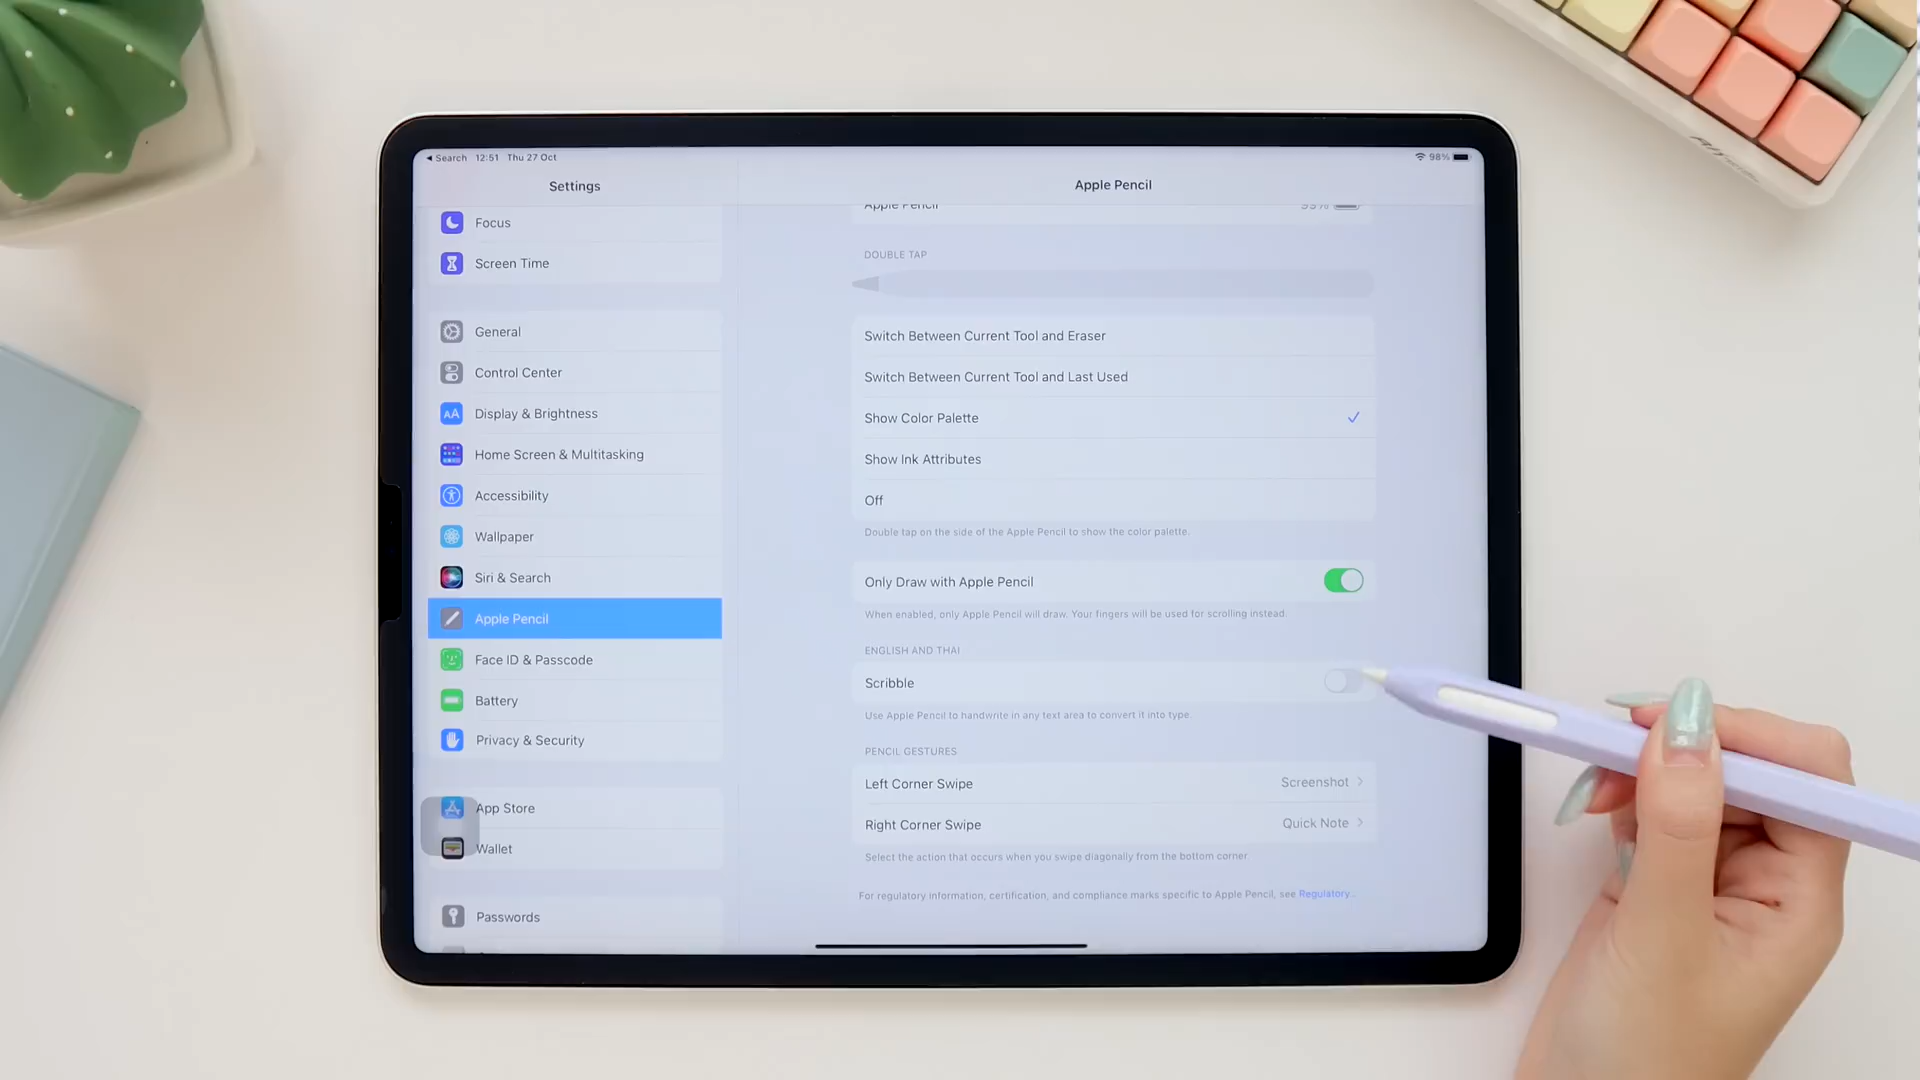 Search 12:51 Thu 27 Oct
98%
Settings
Apple Pencil
Focus
Screen Time
General
Control Center
Display & Brightness
Home Screen & Multitasking
Accessibility
Wallpaper
Siri & Search
Apple Pencil
Face ID & Passcode
Battery
Privacy & Security
App Store
Wallet
Passwords
Apple Pencil 99%
DOUBLE TAP
Switch Between Current Tool and Eraser
Switch Between Current Tool and Last Used
Show Color Palette
Show Ink Attributes
Off
Double tap on the side of the Apple Pencil to show the color palette.
Only Draw with Apple Pencil
When enabled, only Apple Pencil will draw. Your fingers will be used for scrolling instead.
ENGLISH AND THAI
Scribble
Use Apple Pencil to handwrite in any text area to convert it into type.
PENCIL GESTURES
Left Corner Swipe Screenshot
Right Corner Swipe Quick Note
Select the action that occurs when you swipe diagonally from the bottom corner.
For regulatory information, certification, and compliance marks specific to Apple Pencil, see Regulatory...